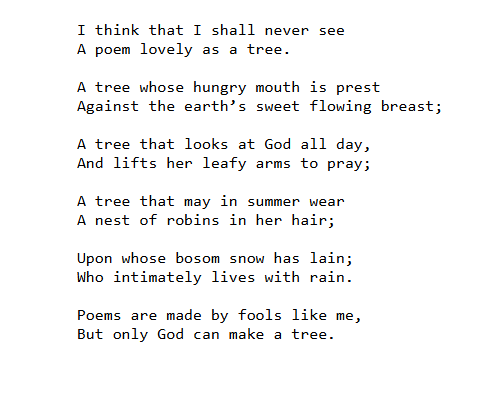 I think that I shall never see
A poem lovely as a tree.
A tree whose hungry mouth is prest
Against the earth’s sweet flowing breast;
A tree that looks at God all day,
And lifts her leafy arms to pray;
A tree that may in summer wear
A nest of robins in her hair;
Upon whose bosom snow has lain;
Who intimately lives with rain.
Poems are made by fools like me,
But only God can make a tree.